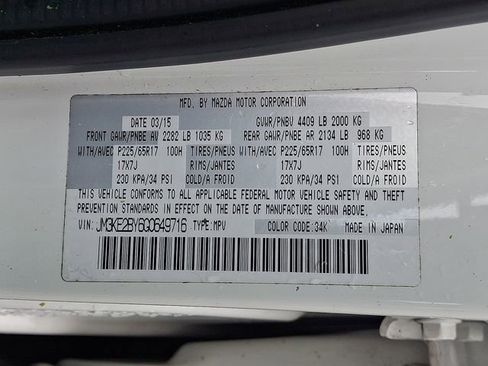 MFD. BY MAZDA MOTOR CORPORATION
DATE 03/15 GVWR/PNBV 4409 LB 2000 KG
FRONT GAWR/PNBE AV 2282 LB 1035 KG REAR GAWR/PNBE AR 2134 LB 968 KG
WITH/AVEC P225/65R17 100H TIRES/PNEUS WITH/AVEC P225/65R17 100H TIRES/PNEUS
17X7J RIMS/JANTES 17X7J RIMS/JANTES
230 KPA/34 PSI COLD/A FROID 230 KPA/34 PSI COLD/A FROID
THIS VEHICLE CONFORMS TO ALL APPLICABLE FEDERAL MOTOR VEHICLE SAFETY AND THEFT
PREVENTION STANDARDS IN EFFECT ON THE DATE OF MANUFACTURE SHOWN ABOVE.
VIN: JM3KE2BY6G0649716 TYPE:MPV COLOR CODE:34K MADE IN JAPAN